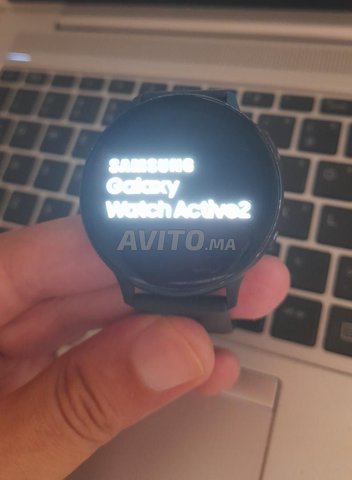 SAMSUNG
Galaxy
Watch Active2
AVITO.MA